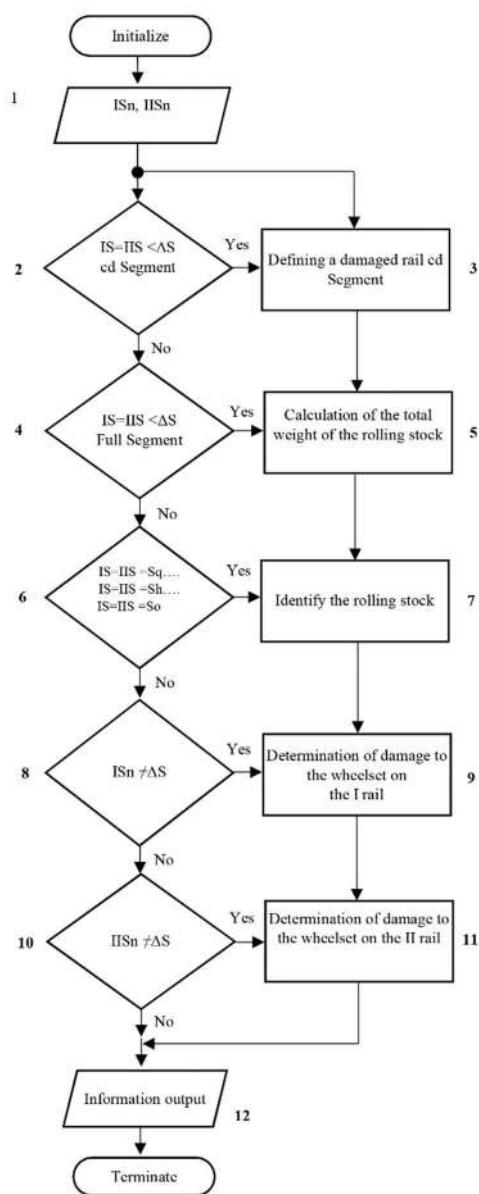 Initialize
1
ISn, IISn
2
IS=IIS <ΔS
cd Segment
Yes
Defining a damaged rail cd
Segment
3
No
4
IS=IIS <ΔS
Full Segment
Yes
Calculation of the total
weight of the rolling stock
5
No
6
IS=IIS =Sq….
IS=IIS =Sh….
IS=IIS =So
Yes
Identify the rolling stock
7
No
8
ISn ≠ΔS
Yes
Determination of damage to
the wheelset on
the I rail
9
No
10
IISn ≠ΔS
Yes
Determination of damage to
the wheelset on the II rail
11
No
Information output
12
Terminate